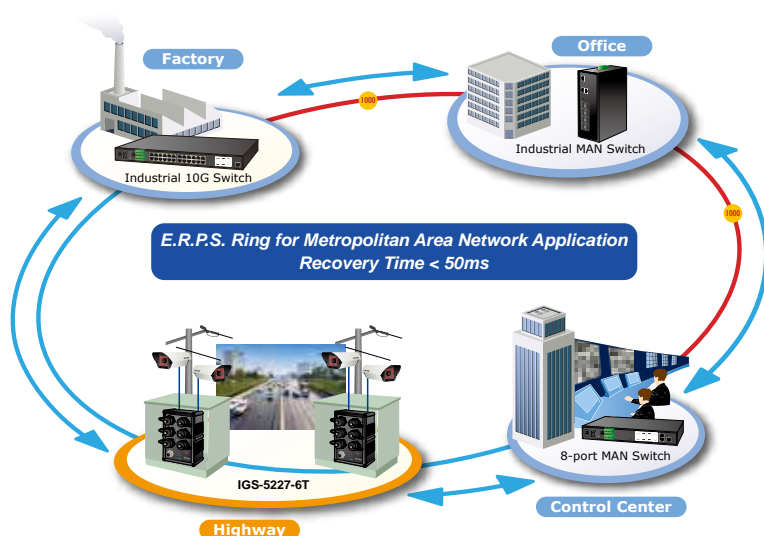 Factory
Office
1000
Industrial 10G Switch
Industrial MAN Switch
1000
E.R.P.S. Ring for Metropolitan Area Network Application
Recovery Time < 50ms
IGS-5227-6T
8-port MAN Switch
Highway
Control Center